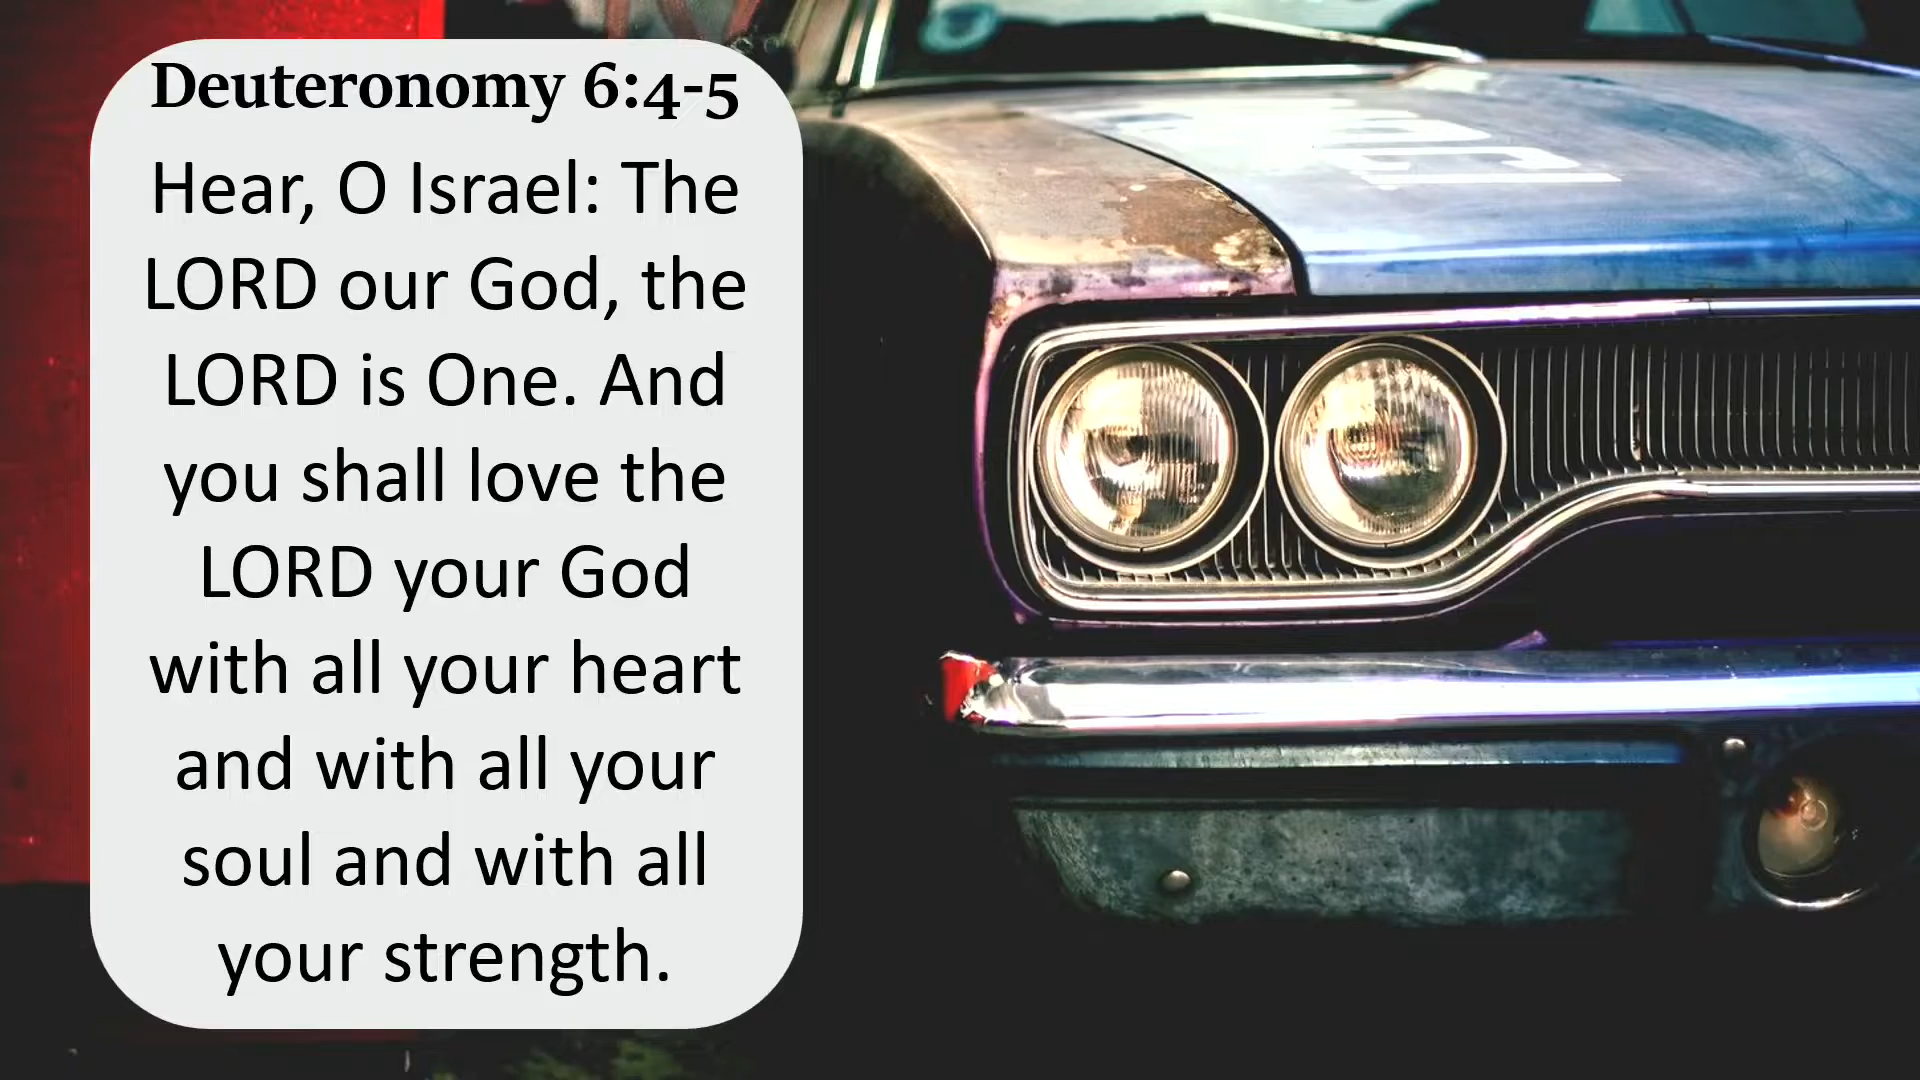 Deuteronomy 6:4-5
Hear, O Israel: The
LORD our God, the
LORD is One. And
you shall love the
LORD your God
with all your heart
and with all your
soul and with all
your strength.